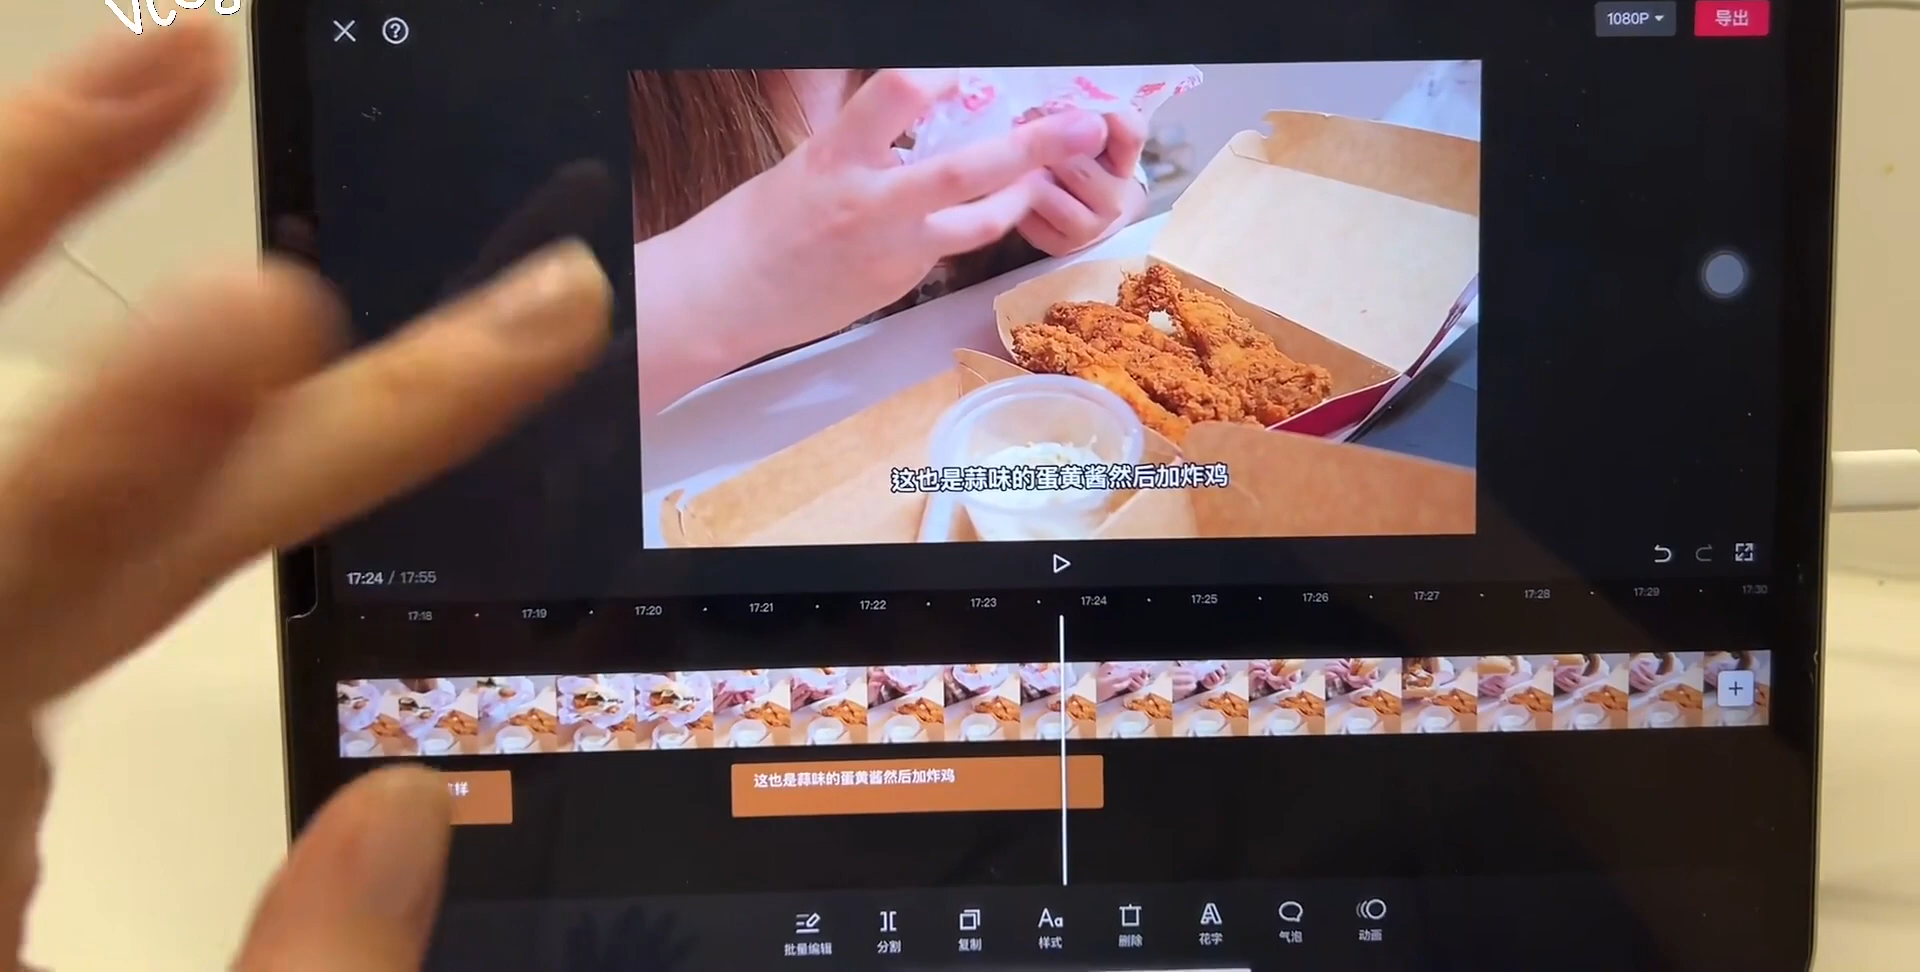 vlog
1080P
导出
这也是蒜味的蛋黄酱然后加炸鸡
17:24 / 17:55
17:18 17:19 17:20 17:21 17:22 17:23 17:24 17:25 17:26 17:27 17:28 17:29 17:30
样
这也是蒜味的蛋黄酱然后加炸鸡
批量编辑 分割 复制 样式 删除 花字 气泡 动画